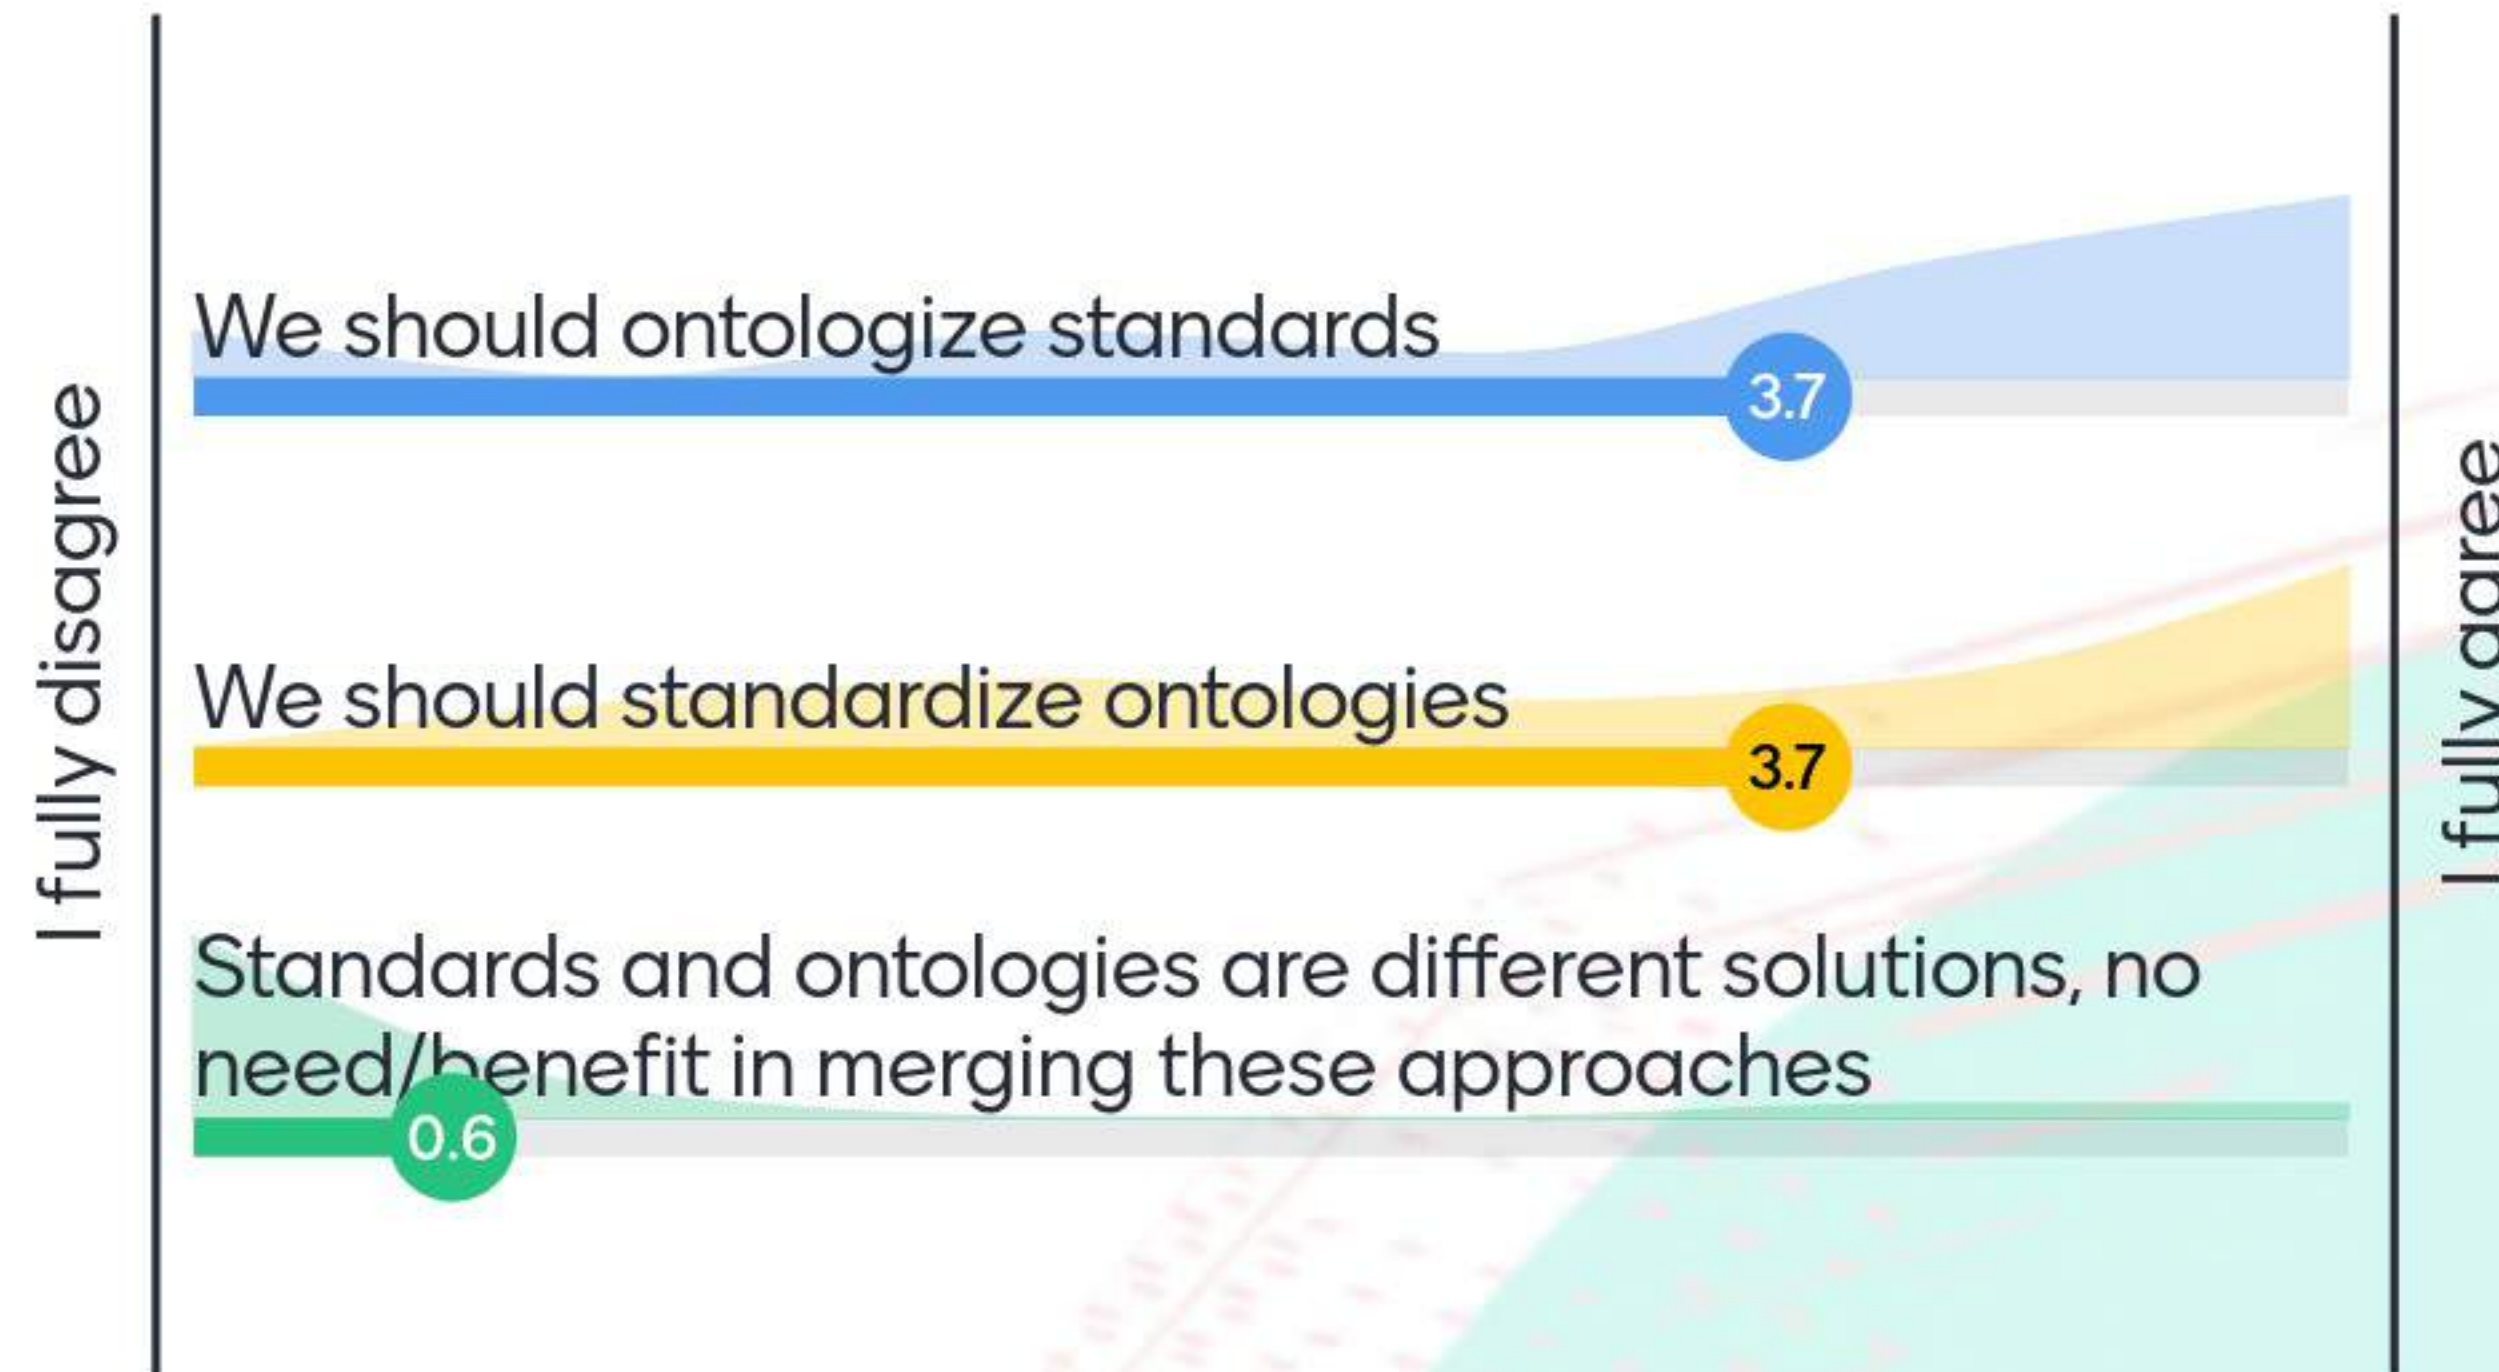 I fully disagree
We should ontologize standards
3.7
We should standardize ontologies
3.7
Standards and ontologies are different solutions, no
need/benefit in merging these approaches
0.6
I fully agree